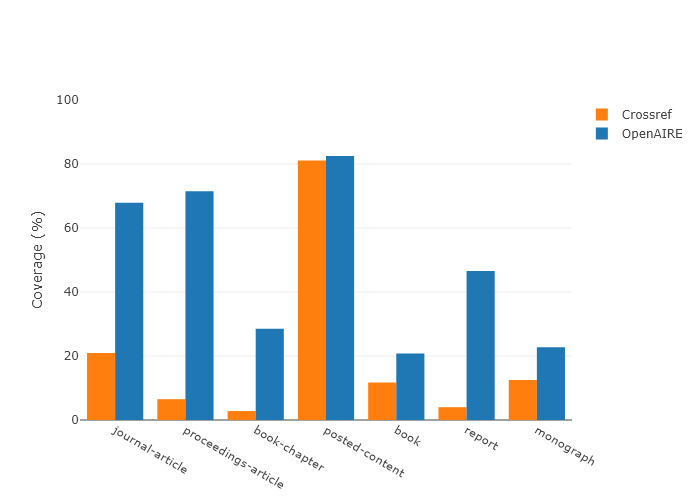 100
80
60
40
20
0
Coverage (%)
journal-article
proceedings-article
book-chapter
posted-content
book
report
monograph
Crossref
OpenAIRE